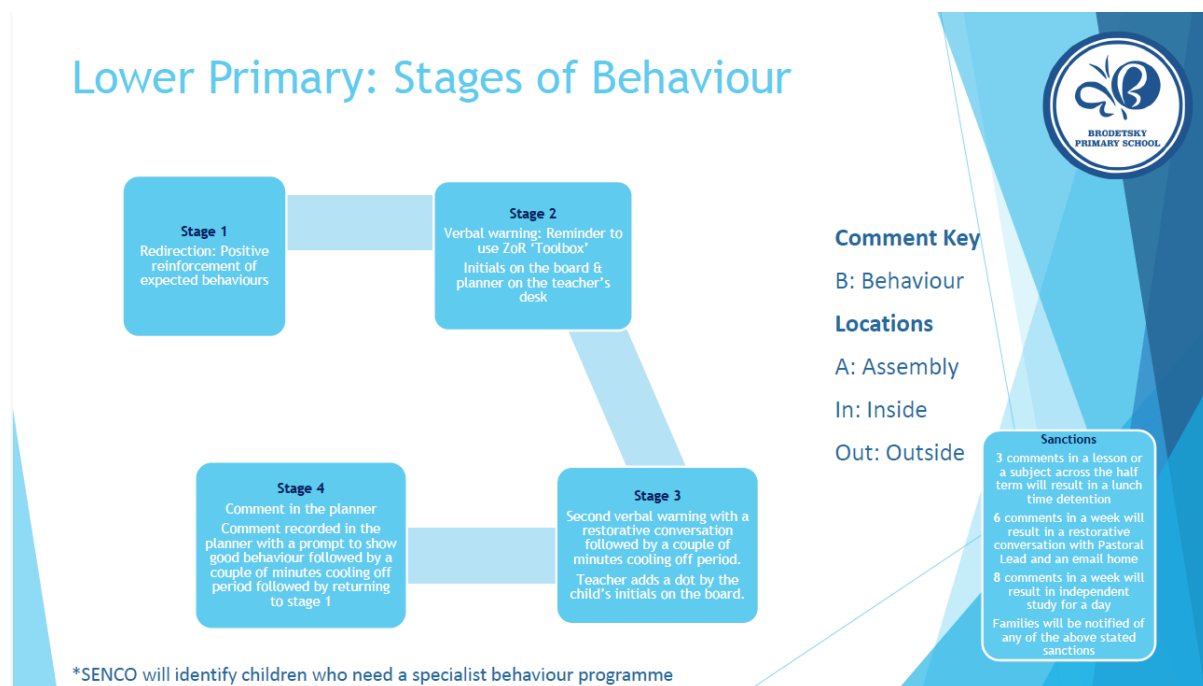 Lower Primary: Stages of Behaviour
BRODETSKY
PRIMARY SCHOOL
Stage 1
Redirection: Positive
reinforcement of
expected behaviours
Stage 2
Verbal warning: Reminder to
use ZoR ‘Toolbox’
Initials on the board &
planner on the teacher’s
desk
Stage 3
Second verbal warning with a
restorative conversation
followed by a couple of
minutes cooling off period.
Teacher adds a dot by the
child’s initials on the board.
Stage 4
Comment in the planner
Comment recorded in the
planner with a prompt to show
good behaviour followed by a
couple of minutes cooling off
period followed by returning
to stage 1
Comment Key
B: Behaviour
Locations
A: Assembly
In: Inside
Out: Outside
Sanctions
3 comments in a lesson or
a subject across the half
term will result in a lunch
time detention
6 comments in a week will
result in a restorative
conversation with Pastoral
Lead and an email home
8 comments in a week will
result in independent
study for a day
Families will be notified of
any of the above stated
sanctions
*SENCO will identify children who need a specialist behaviour programme